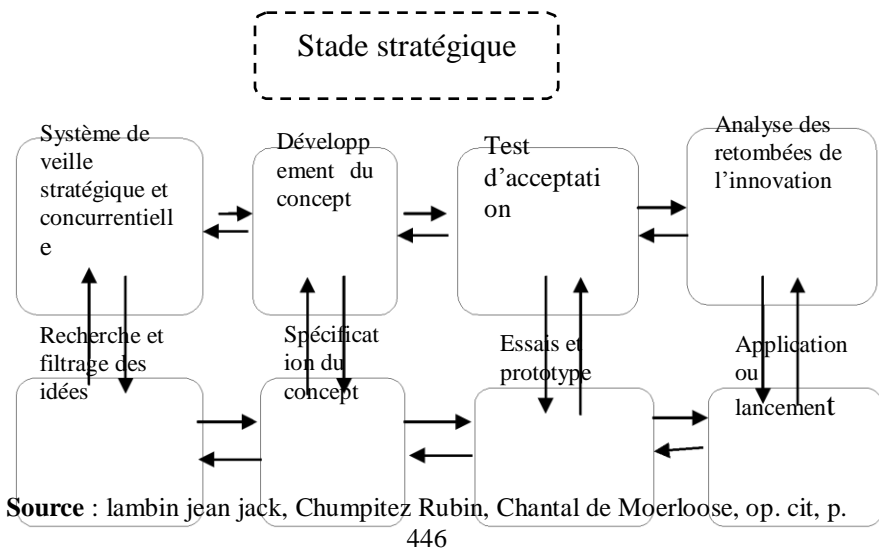 Stade stratégique
Système de
veille
stratégique et
concurrentiell
e
Développ
ement du
concept
Test
d’acceptati
on
Analyse des
retombées de
l’innovation
Recherche et
filtrage des
idées
Spécificat
ion du
concept
Essais et
prototype
Application
ou
lancement
Source : lambin jean jack, Chumpitez Rubin, Chantal de Moerloose, op. cit, p.
446